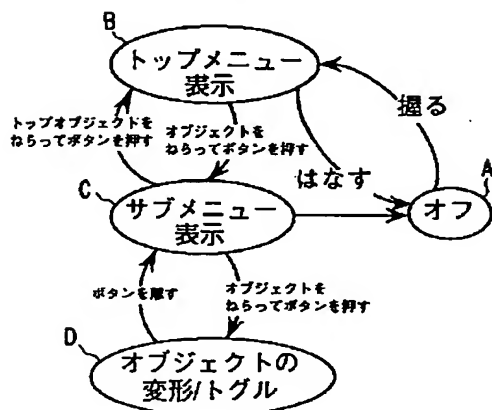 B
トップメニュー
表示
トップオブジェクトを
ねらってボタンを押す
オブジェクトを
ねらってボタンを押す
握る
はなす
A
オフ
C
サブメニュー
表示
ボタンを離す
オブジェクトを
ねらってボタンを押す
D
オブジェクトの
変形/トグル